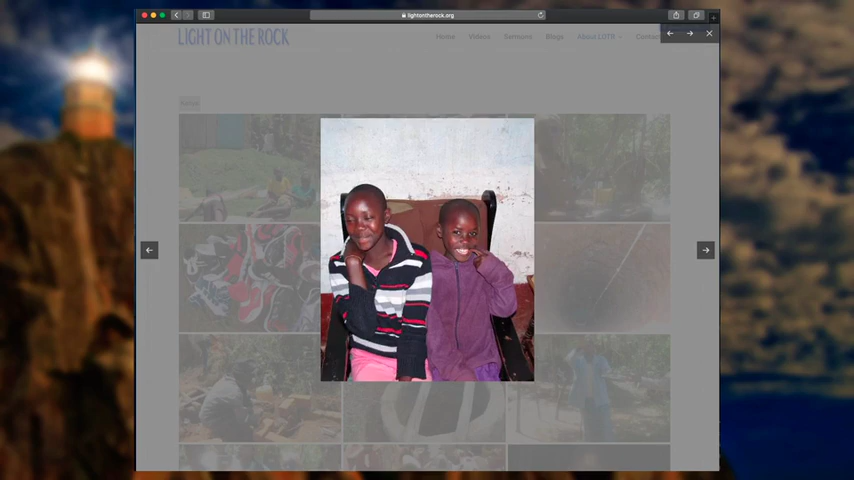 lightontherock.org
LIGHT ON THE ROCK
Home Videos Sermons Blogs About LOTR Contact